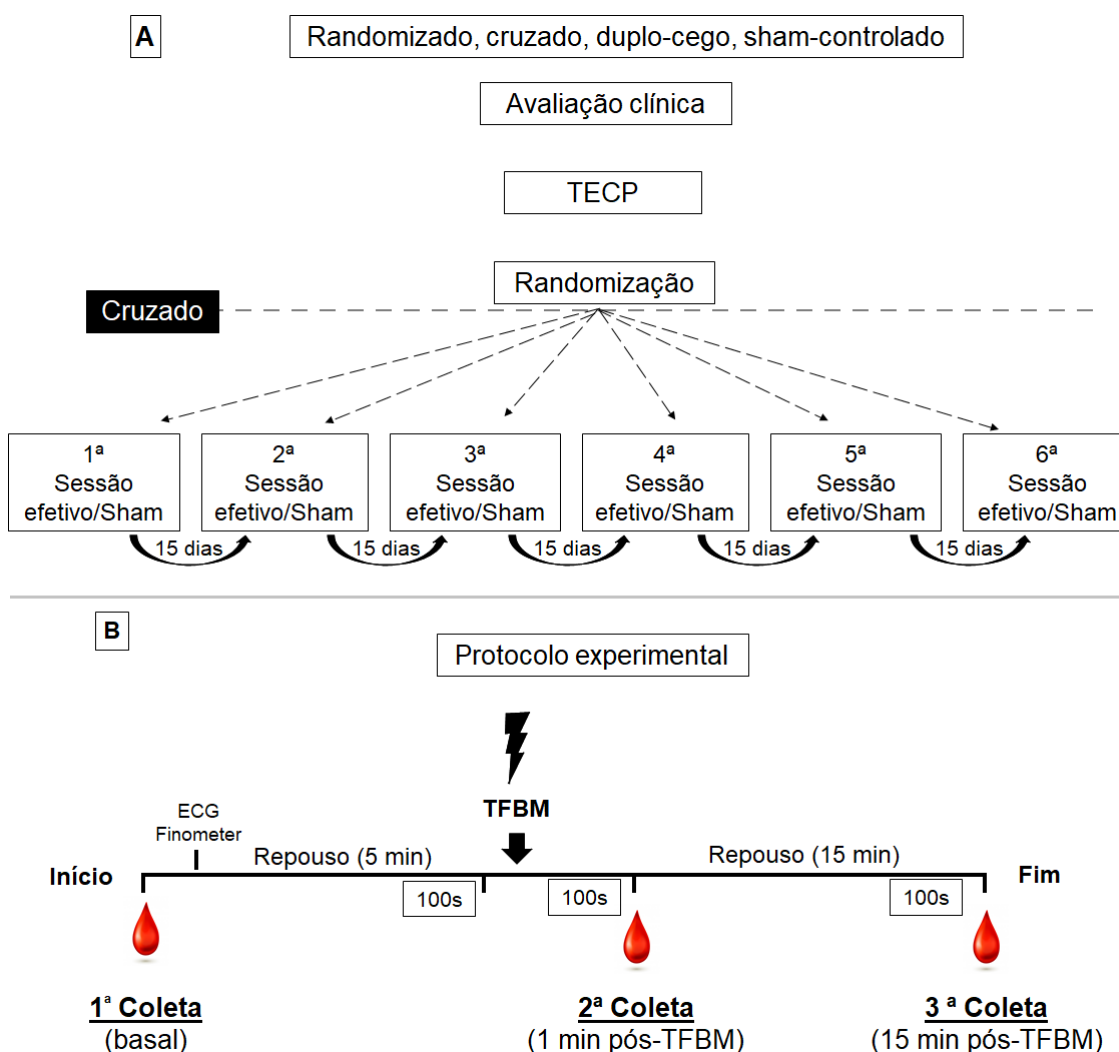 A
Randomizado, cruzado, duplo-cego, sham-controlado
Avaliação clínica
TECP
Randomização
Cruzado
1ª
Sessão
efetivo/Sham
2ª
Sessão
efetivo/Sham
3ª
Sessão
efetivo/Sham
4ª
Sessão
efetivo/Sham
5ª
Sessão
efetivo/Sham
6ª
Sessão
efetivo/Sham
15 dias
15 dias
15 dias
15 dias
15 dias
B
Protocolo experimental
TFBM
ECG
Finometer
Início
Repouso (5 min)
Repouso (15 min)
Fim
100s
100s
100s
1ª Coleta
(basal)
2ª Coleta
(1 min pós-TFBM)
3 ª Coleta
(15 min pós-TFBM)